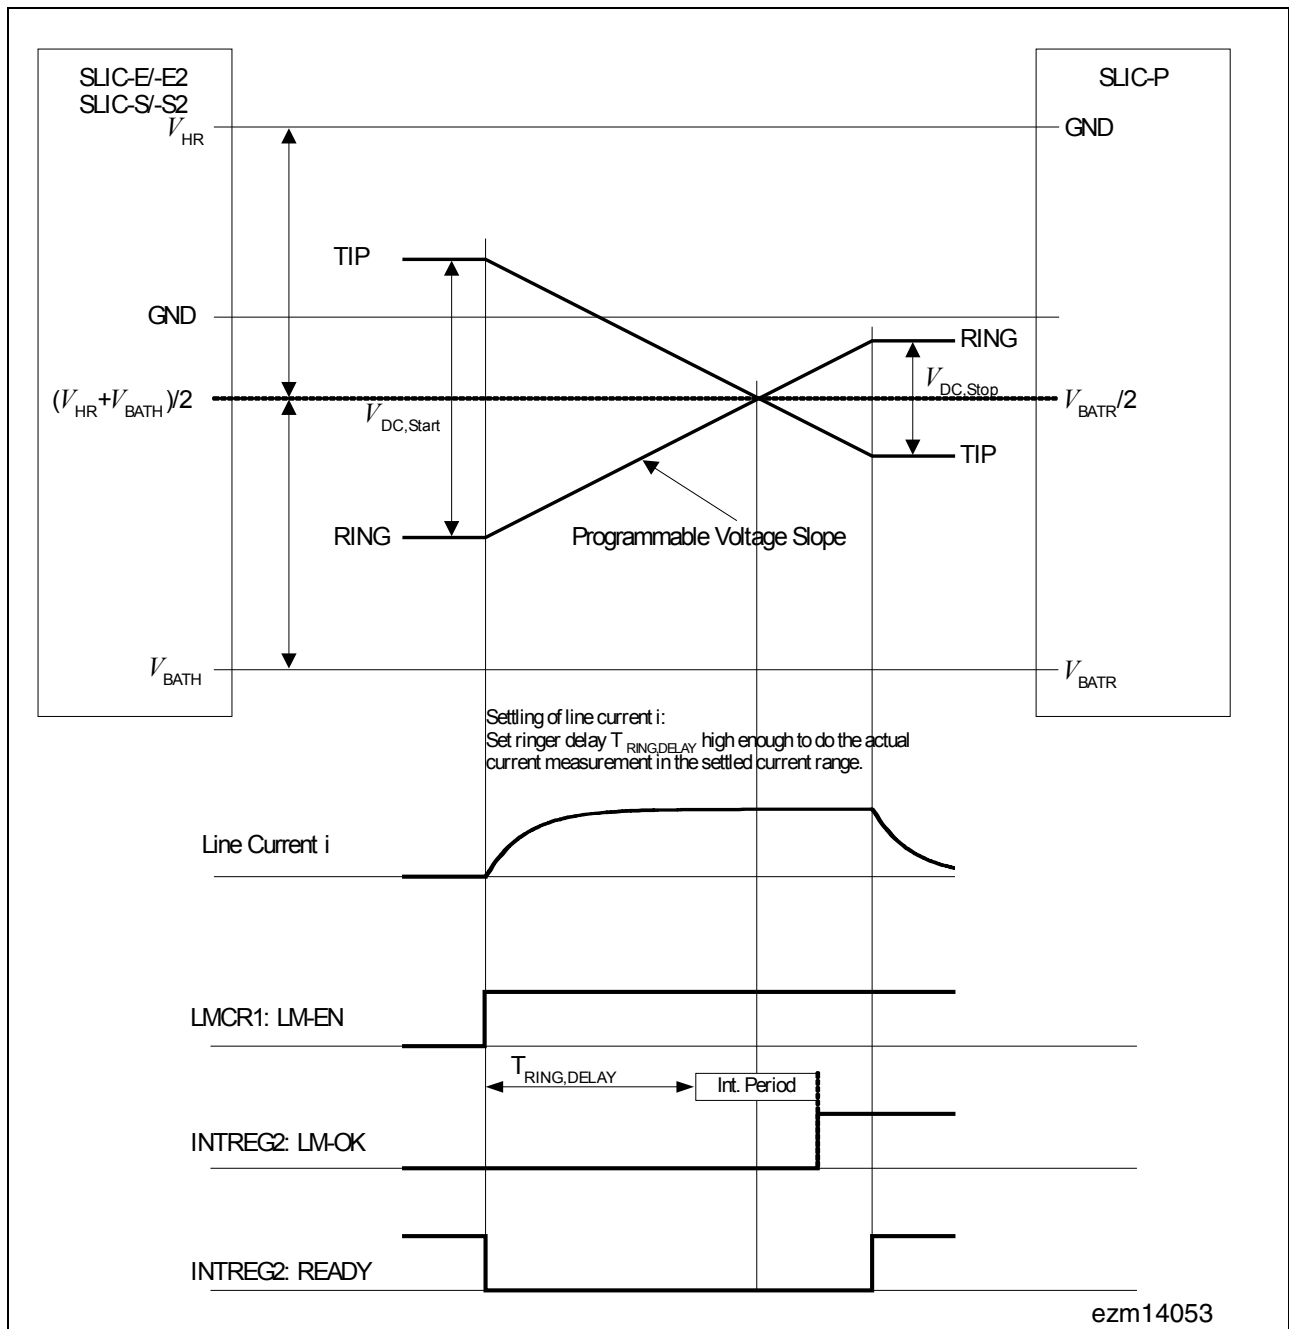 SLIC-E/-E2
SLIC-S/-S2
SLIC-P
VHR
GND
TIP
GND
RING
(VHR+VBATH)/2
VDC,Start
VDC,Stop
VBATR/2
TIP
RING
Programmable Voltage Slope
VBATH
VBATR
Settling of line current i:
Set ringer delay TRING,DELAY high enough to do the actual
current measurement in the settled current range.
Line Current i
LMCR1: LM-EN
TRING,DELAY
Int. Period
INTREG2: LM-OK
INTREG2: READY
ezm14053